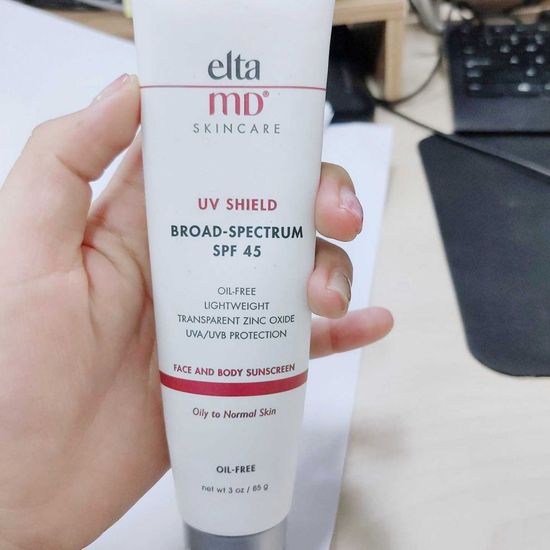 elta
MD®
SKINCARE
UV SHIELD
BROAD-SPECTRUM
SPF 45
OIL-FREE
LIGHTWEIGHT
TRANSPARENT ZINC OXIDE
UVA/UVB PROTECTION
FACE AND BODY SUNSCREEN
Oily to Normal Skin
OIL-FREE
net wt 3 oz / 85 g